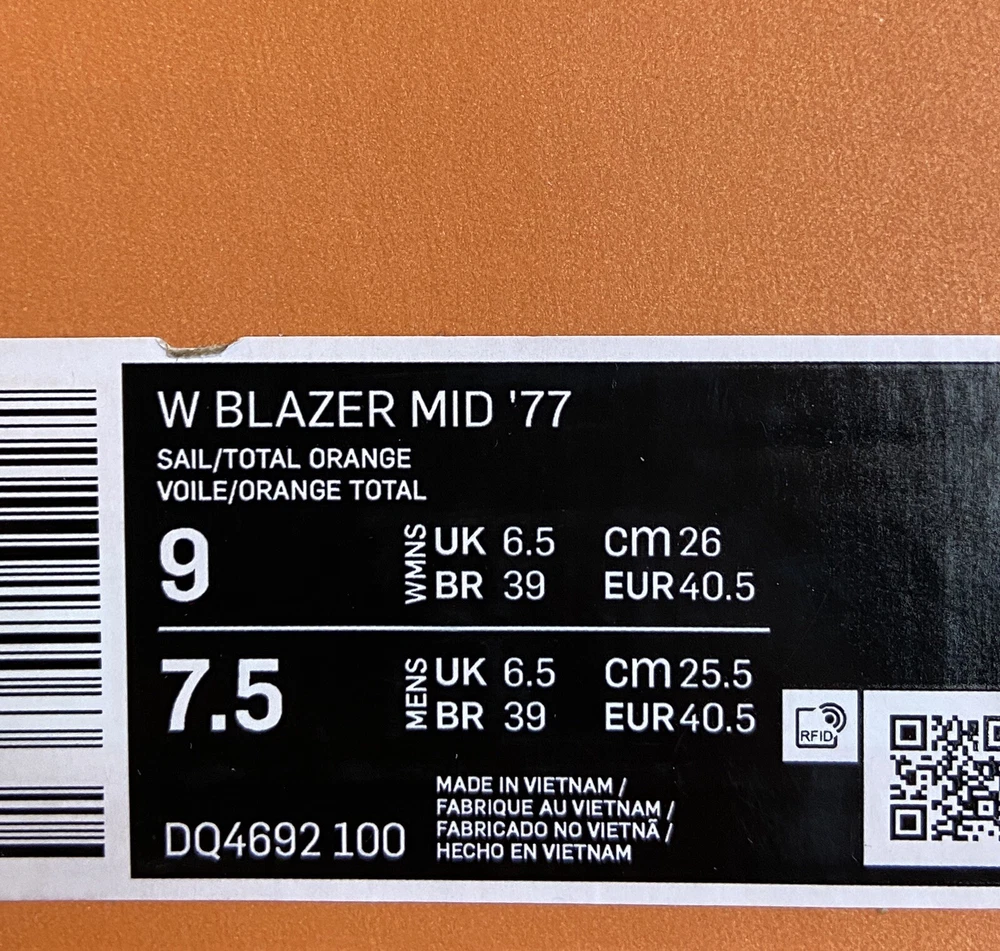 W BLAZER MID '77
SAIL/TOTAL ORANGE
VOILE/ORANGE TOTAL
9
WMNS
UK 6.5 CM 26
BR 39 EUR 40.5
7.5
MENS
UK 6.5 CM 25.5
BR 39 EUR 40.5
RFID
MADE IN VIETNAM /
FABRIQUE AU VIETNAM /
FABRICADO NO VIETNÃ /
HECHO EN VIETNAM
DQ4692 100